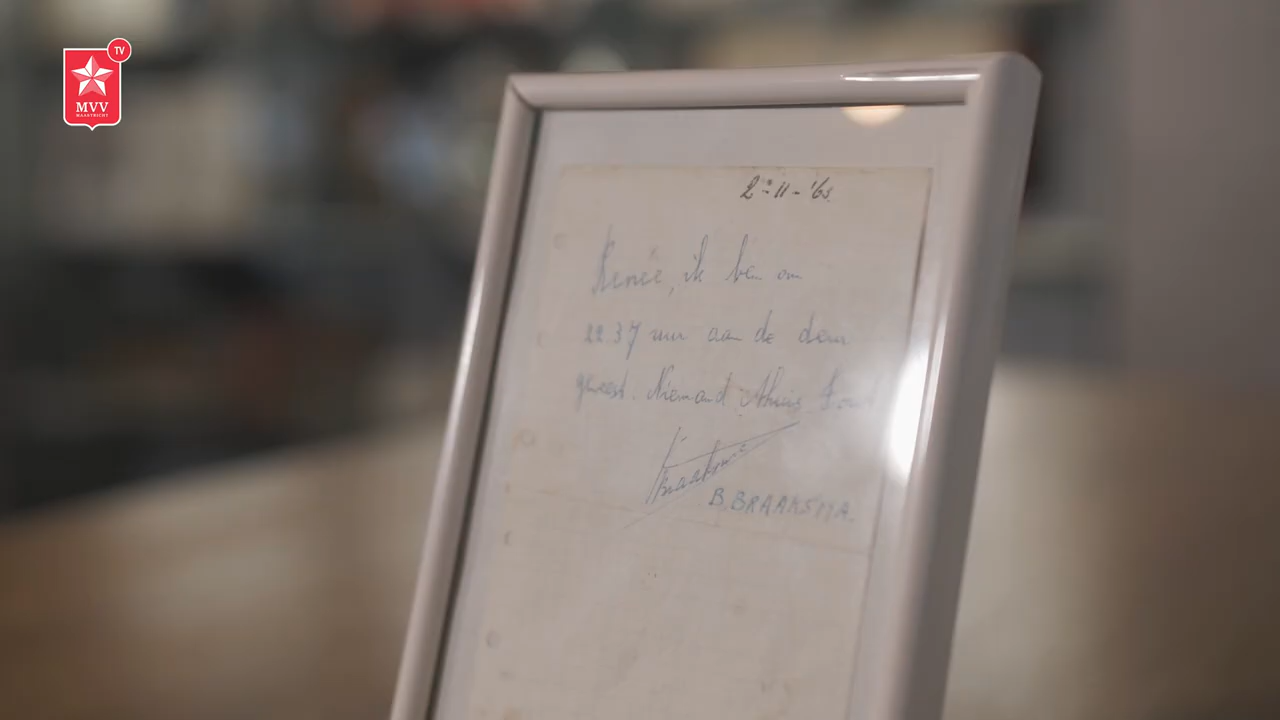 TV
MVV
MAASTRICHT
2-11-'63
Renée, ik ben om
22.37 uur aan de deur
geweest. Niemand thuis
Braaksma
B. BRAAKSMA.